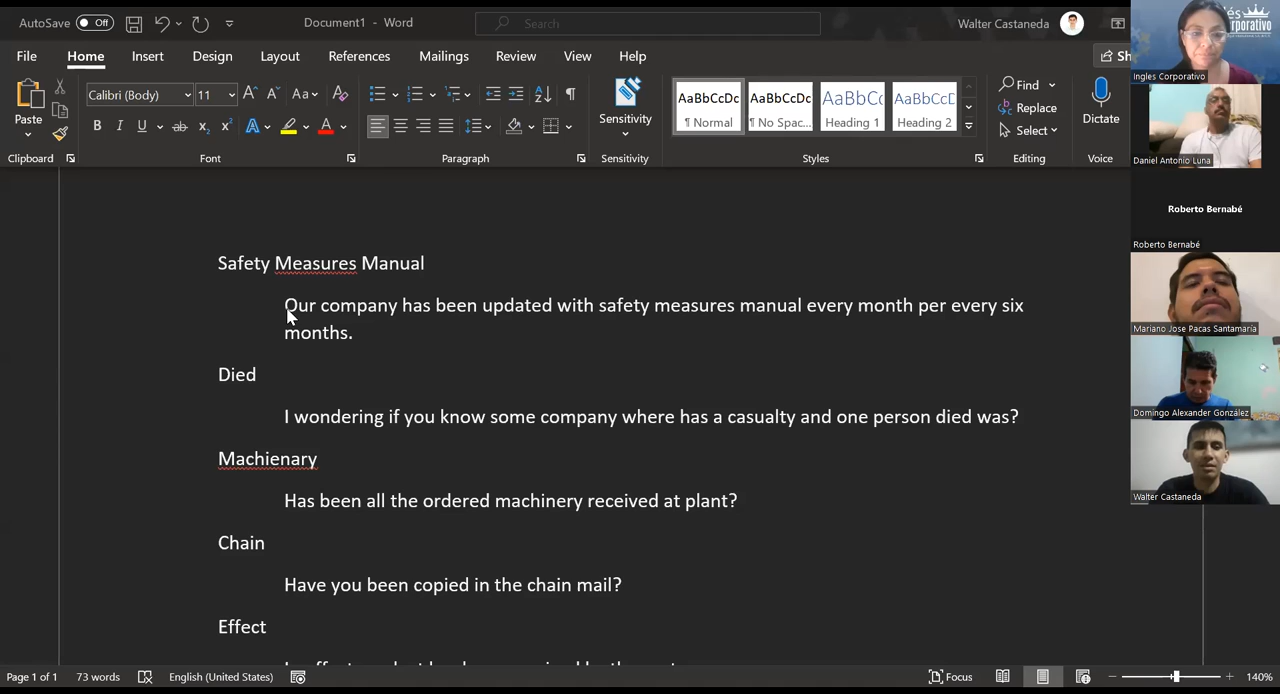 AutoSave Off Document1 - Word Search Walter Castaneda
File Home Insert Design Layout References Mailings Review View Help Sh
Paste Calibri (Body) 11 Aa Sensitivity AaBbCcDc AaBbCcDc AaBbCc AaBbCcD Find Replace Select Dictate
¶ Normal ¶ No Spac... Heading 1 Heading 2
Clipboard Font Paragraph Sensitivity Styles Editing Voice
Safety Measures Manual
Our company has been updated with safety measures manual every month per every six
months.
Died
I wondering if you know some company where has a casualty and one person died was?
Machienary
Has been all the ordered machinery received at plant?
Chain
Have you been copied in the chain mail?
Effect
Page 1 of 1 73 words English (United States) Focus 140%
Ingles Corporativo
Daniel Antonio Luna
Roberto Bernabé
Roberto Bernabé
Mariano Jose Pacas Santamaría
Domingo Alexander González
Walter Castaneda